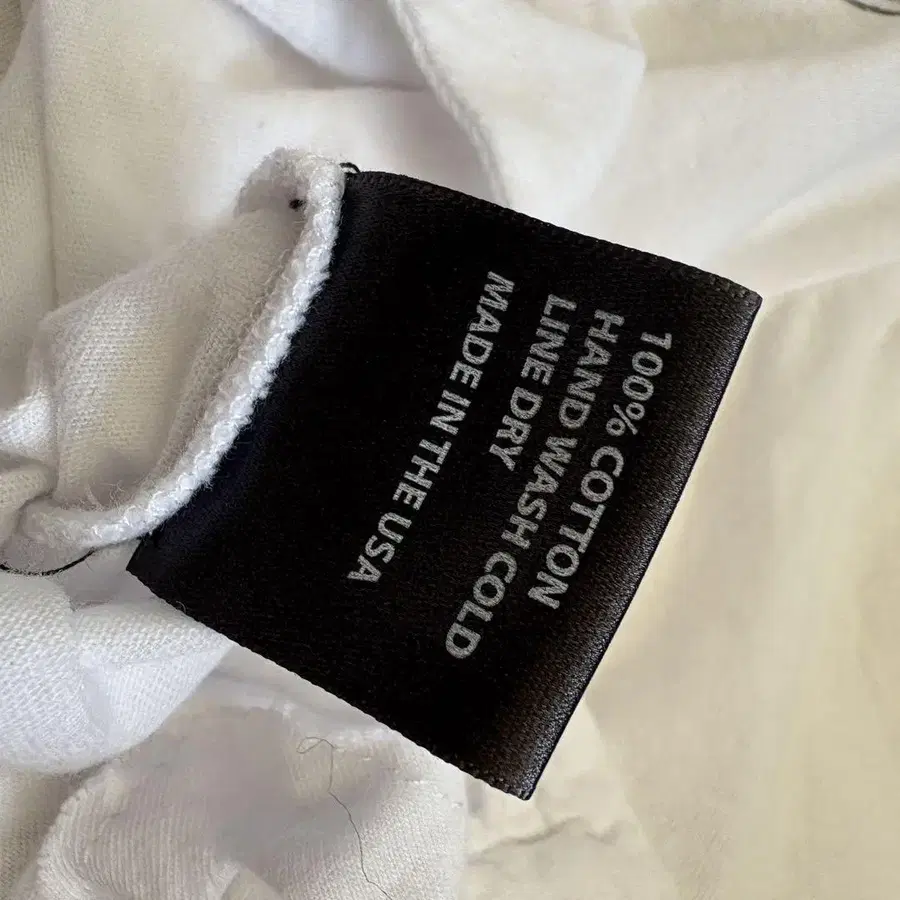 100% COTTON
HAND WASH COLD
LINE DRY
MADE IN THE USA